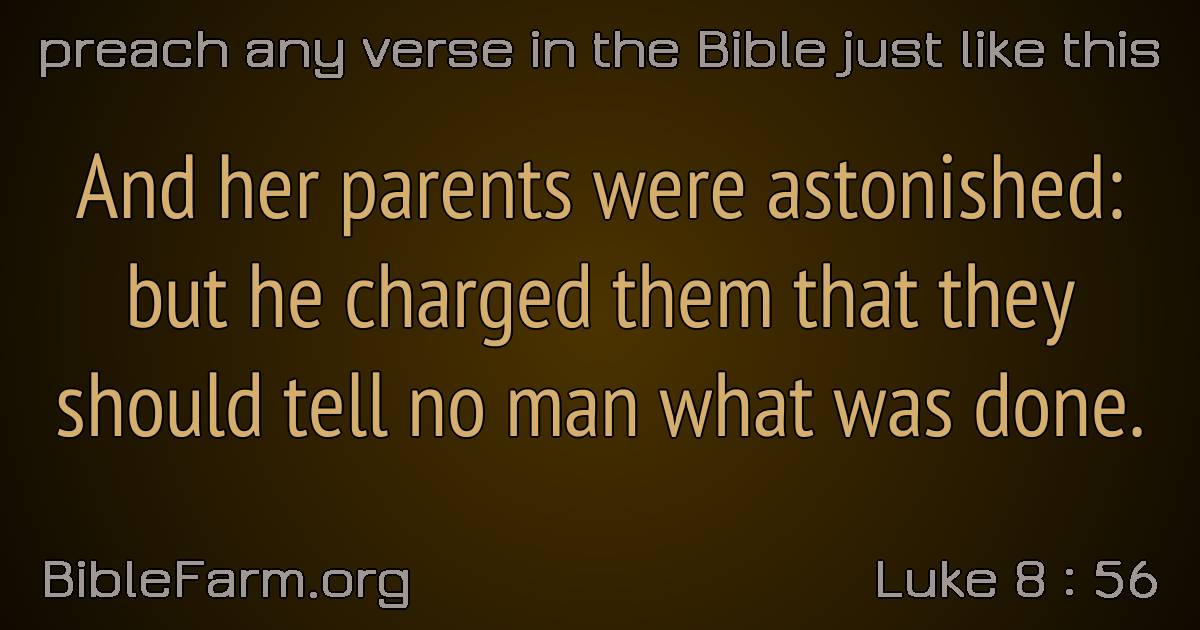 preach any verse in the Bible just like this
And her parents were astonished:
but he charged them that they
should tell no man what was done.
BibleFarm.org
Luke 8 : 56